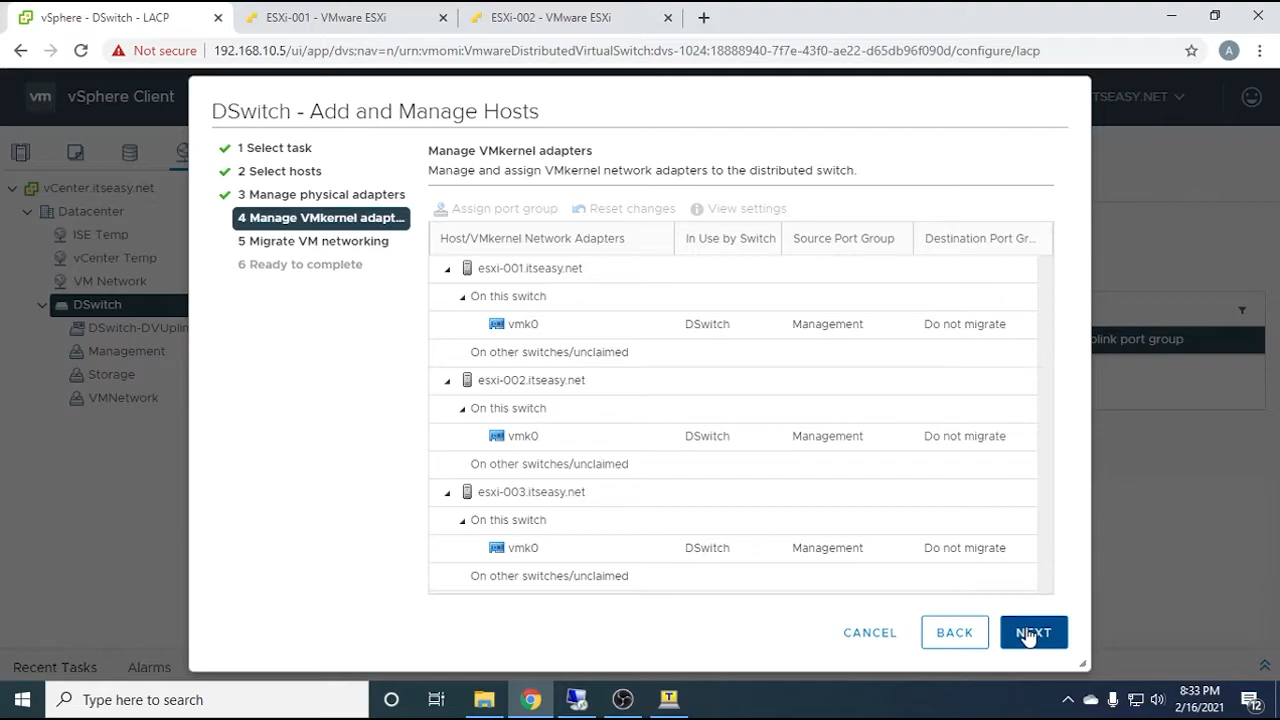 vSphere - DSwitch - LACP
ESXi-001 - VMware ESXi
ESXi-002 - VMware ESXi
Not secure
192.168.10.5/ui/app/dvs;nav=n/urn:vmomi:VmwareDistributedVirtualSwitch:dvs-1024:18888940-7f7e-43f0-ae22-d65db96f090d/configure/lacp
A
vm
vSphere Client
TSEASY.NET
vCenter.itseasy.net
Datacenter
ISE Temp
vCenter Temp
VM Network
DSwitch
DSwitch-DVUplin
Management
Storage
VMNetwork
DSwitch - Add and Manage Hosts
1 Select task
2 Select hosts
3 Manage physical adapters
4 Manage VMkernel adapt...
5 Migrate VM networking
6 Ready to complete
Manage VMkernel adapters
Manage and assign VMkernel network adapters to the distributed switch.
Assign port group
Reset changes
View settings
Host/VMkernel Network Adapters
In Use by Switch
Source Port Group
Destination Port Gr...
esxi-001.itseasy.net
On this switch
vmk0 DSwitch Management Do not migrate
On other switches/unclaimed
esxi-002.itseasy.net
On this switch
vmk0 DSwitch Management Do not migrate
On other switches/unclaimed
esxi-003.itseasy.net
On this switch
vmk0 DSwitch Management Do not migrate
On other switches/unclaimed
plink port group
CANCEL
BACK
NEXT
Recent Tasks
Alarms
Type here to search
8:33 PM
2/16/2021
12